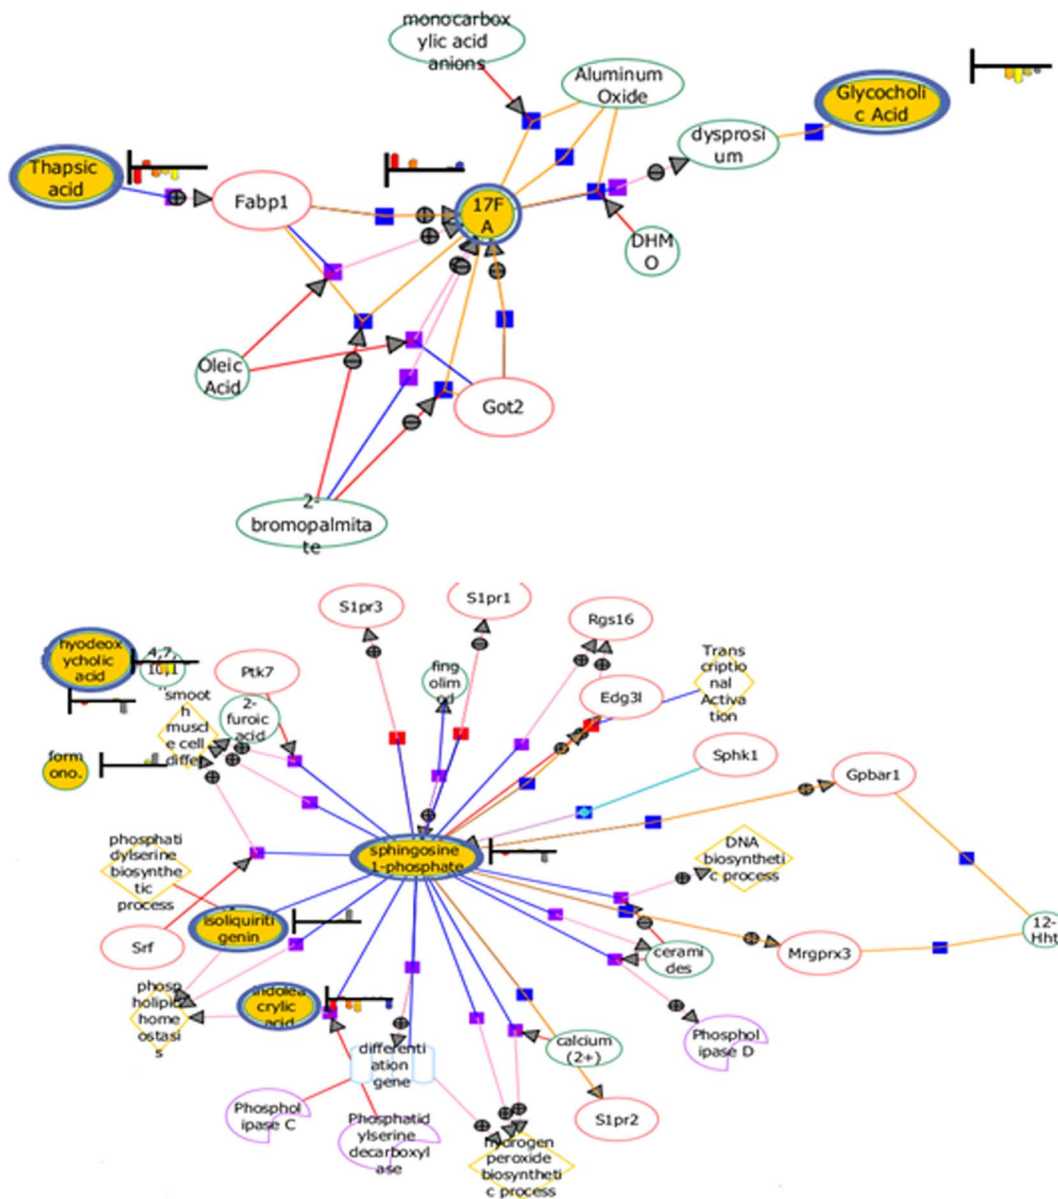 monocarbox
ylic acid
anions
Aluminum
Oxide
Glycocholi
c Acid
dysprosi
um
Thapsic
acid
Fabp1
17F
A
DHM
O
Oleic
Acid
Got2
2-
bromopalmita
te
S1pr3
S1pr1
Rgs16
hyodeox
ycholic
acid
Ptk7
fing
olim
od
Trans
criptio
nal
Activa
tion
Edg3l
smoot
h
muscl
e cell
differ
2-
furoic
acid
Sphk1
Gpbar1
form
ono.
sphingosine
1-phosphate
DNA
biosyntheti
c process
phosphati
dylserine
biosynthe
tic
process
isoliquiriti
genin
12-
Hht
Srf
cerami
des
Mrgprx3
phosp
holipid
home
ostasi
s
indolea
crylic
acid
Phosphol
ipase D
calcium
(2+)
differenti
ation
gene
Phosphol
ipase C
Phosphatid
ylserine
decarboxyl
ase
S1pr2
hydrogen
peroxide
biosyntheti
c process